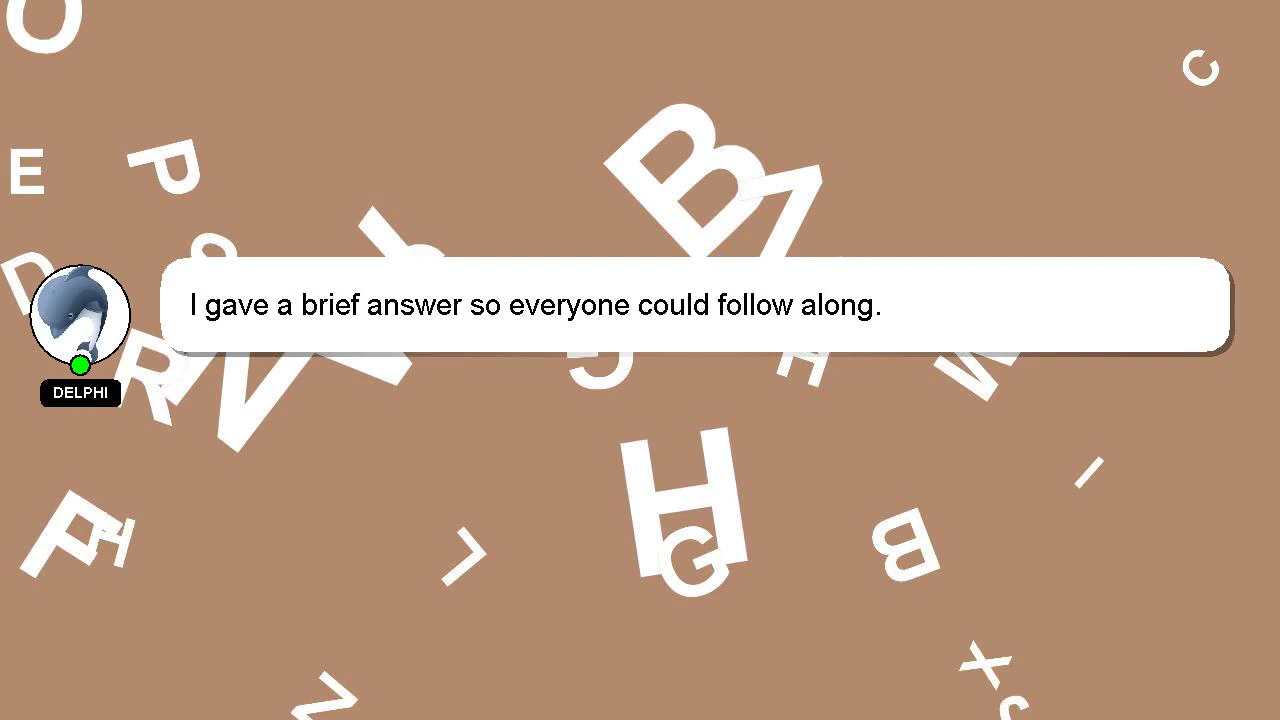 O
C
E
P
B
Z
D
S
I gave a brief answer so everyone could follow along.
DELPHI
R
N
G
H
M
H
I
P
H
G
B
L
X
Z
J